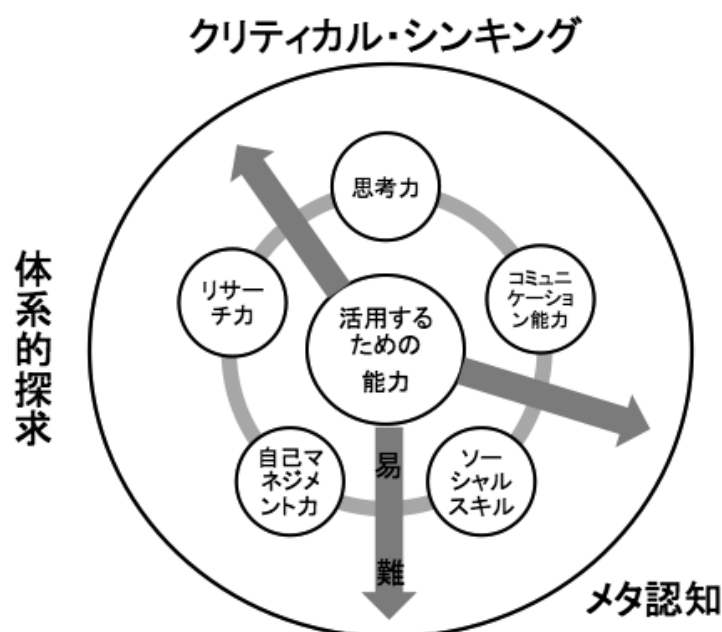 クリティカル・シンキング
思考力
リサー
チ力
コミュニ
ケーショ
ン能力
活用する
ための
能力
体系的探求
自己マ
ネジメ
ント力
易
ソー
シャル
スキル
難
メタ認知